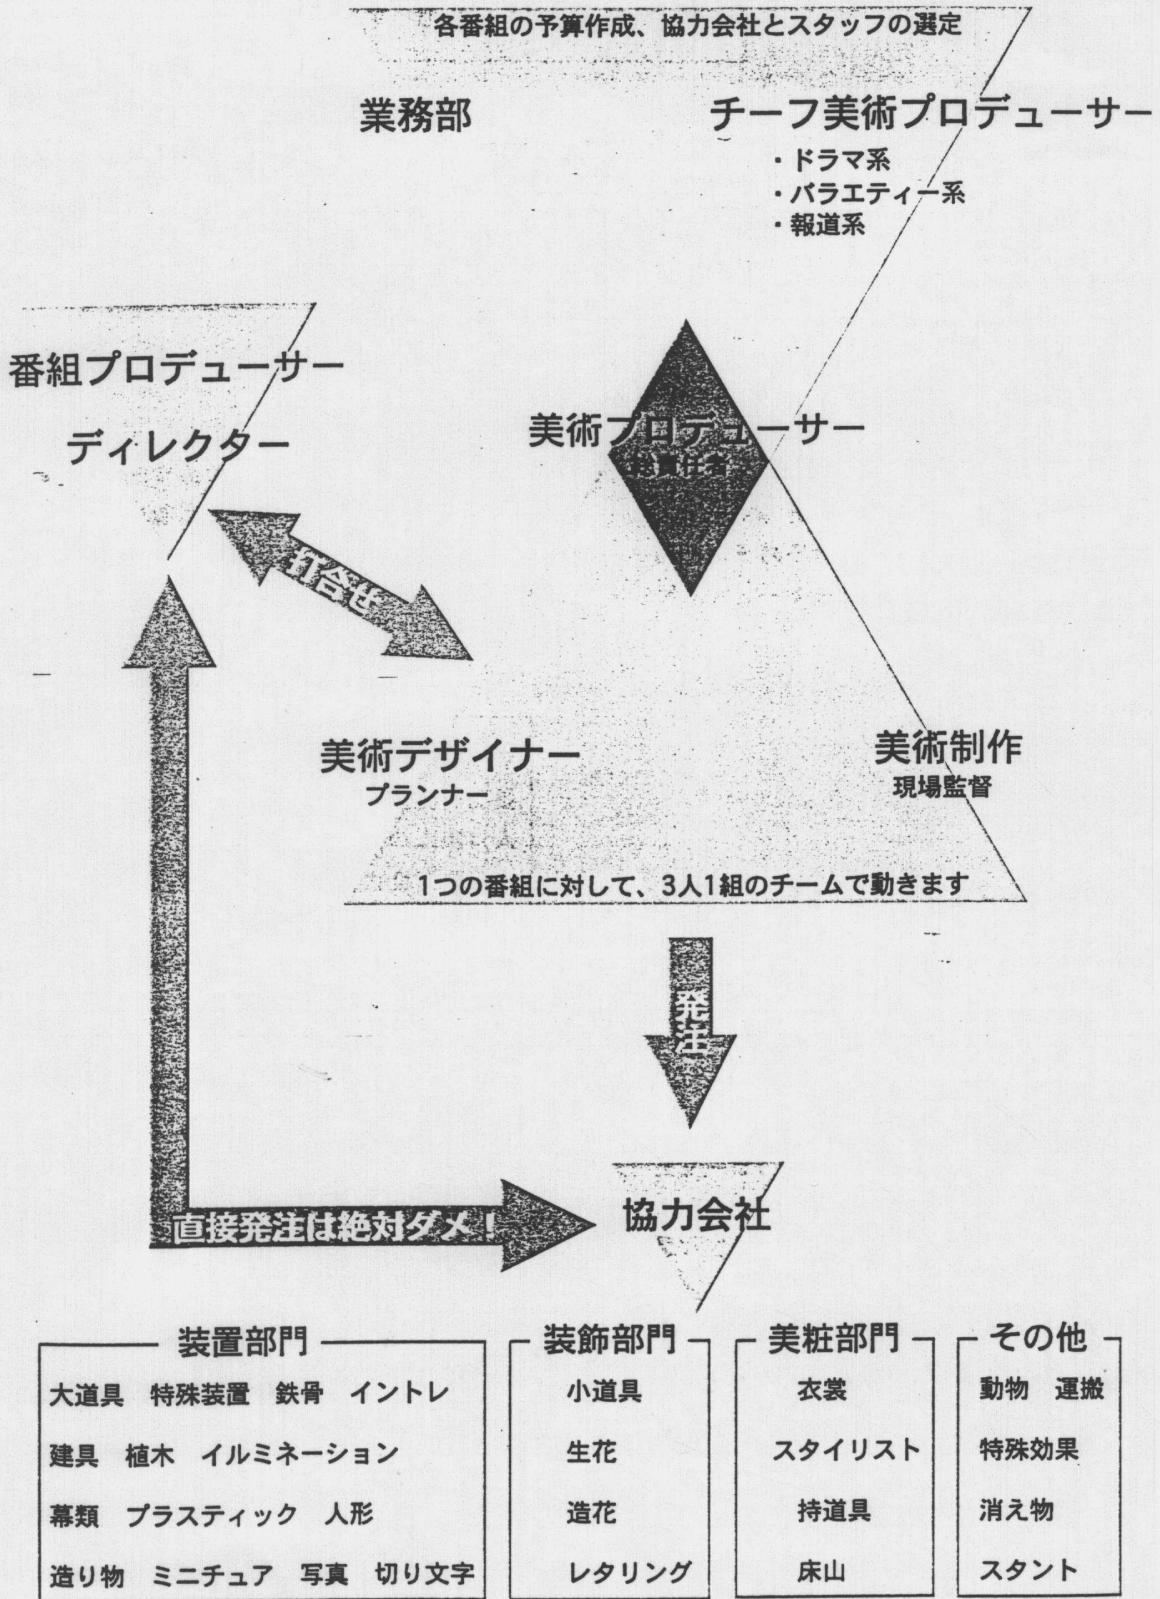 各番組の予算作成、協力会社とスタッフの選定
業務部
チーフ美術プロデューサー
・ドラマ系
・バラエティー系
・報道系
番組プロデューサー
ディレクター
美術プロデューサー
総責任者
打合せ
美術デザイナー
プランナー
美術制作
現場監督
1つの番組に対して、3人1組のチームで動きます
発注
直接発注は絶対ダメ！
協力会社
装置部門
大道具 特殊装置 鉄骨 イントレ
建具 植木 イルミネーション
幕類 プラスティック 人形
造り物 ミニチュア 写真 切り文字
装飾部門
小道具
生花
造花
レタリング
美粧部門
衣裳
スタイリスト
持道具
床山
その他
動物 運搬
特殊効果
消え物
スタント